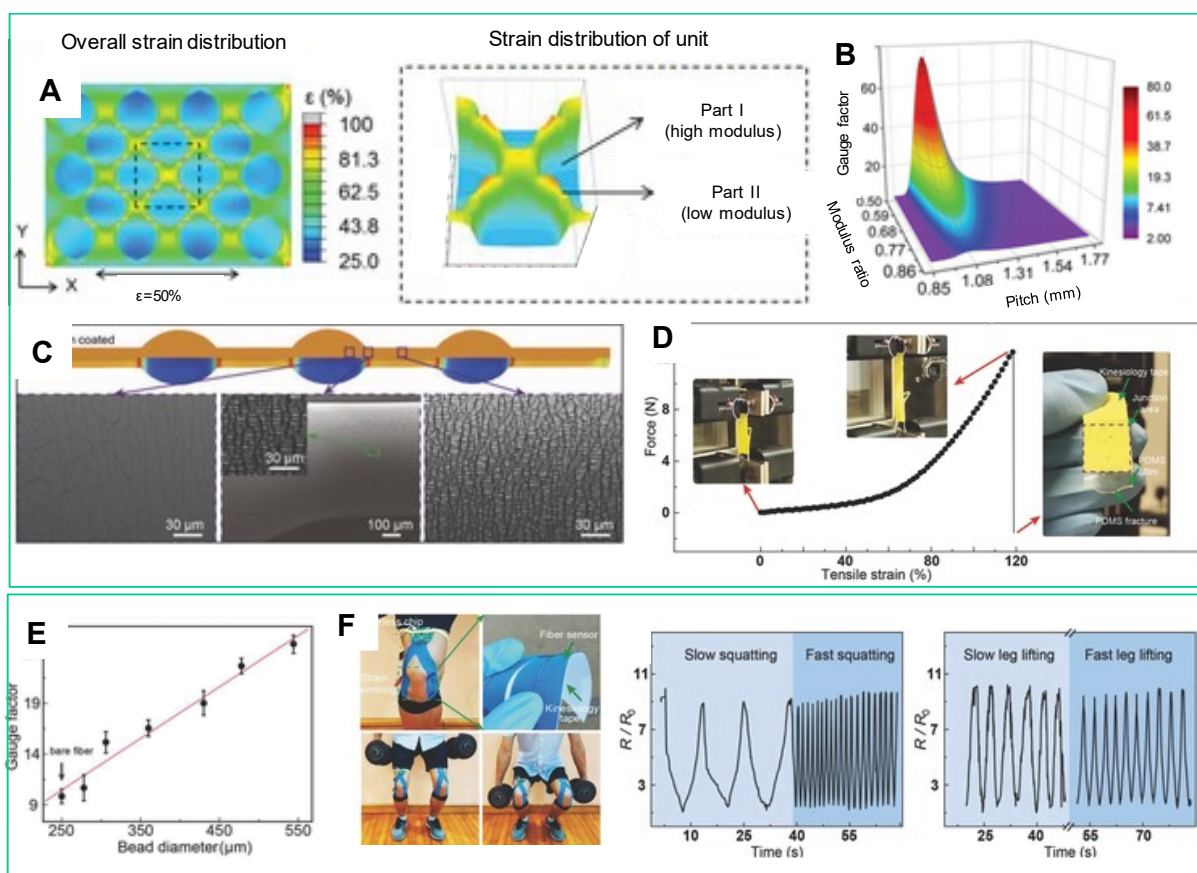 Overall strain distribution
Strain distribution of unit
A
ε (%)
100
81.3
62.5
43.8
25.0
Y
X
ε=50%
Part I
(high modulus)
Part II
(low modulus)
B
Gauge factor
60
40
20
0.50
0.59
0.68
0.77
0.86
Modulus ratio
0.85
1.08
1.31
1.54
1.77
Pitch (mm)
80.0
61.5
38.7
19.3
7.41
2.00
C
coated
30 µm
30 µm
100 µm
30 µm
D
Force (N)
8
4
0
0
40
80
120
Tensile strain (%)
Kinesiology tape
Junction
area
PDMS
film
PDMS fracture
E
Gauge factor
19
14
9
bare fiber
250
350
450
550
Bead diameter(µm)
F
chip
Strain
sensing
Fiber sensor
Kinesiology
tape
Slow squatting
Fast squatting
R / R₀
11
7
3
10
25
40
55
Time (s)
Slow leg lifting
Fast leg lifting
R / R₀
11
7
3
25
40
55
70
Time (s)